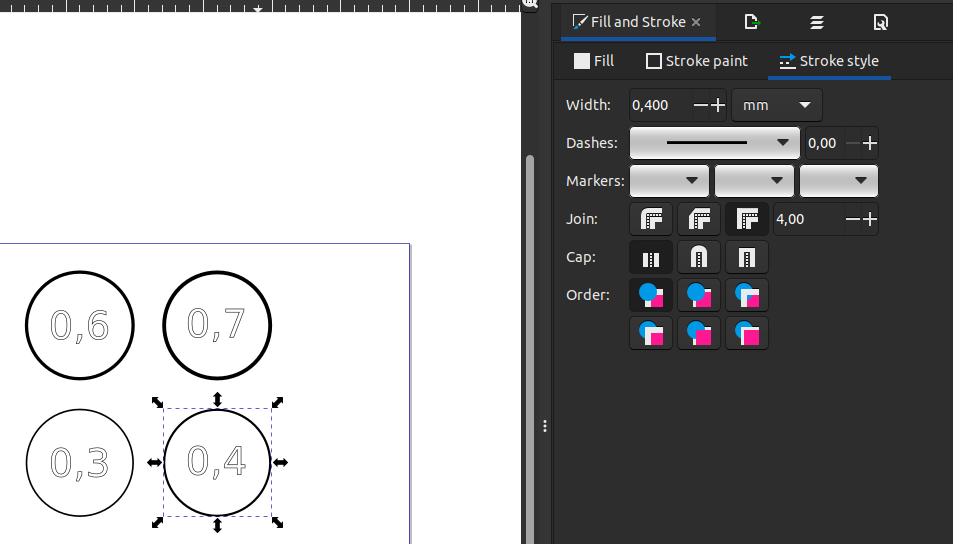 Fill and Stroke
Fill
Stroke paint
Stroke style
Width:
0,400
mm
Dashes:
0,00
Markers:
Join:
4,00
Cap:
Order:
0,6
0,7
0,3
0,4